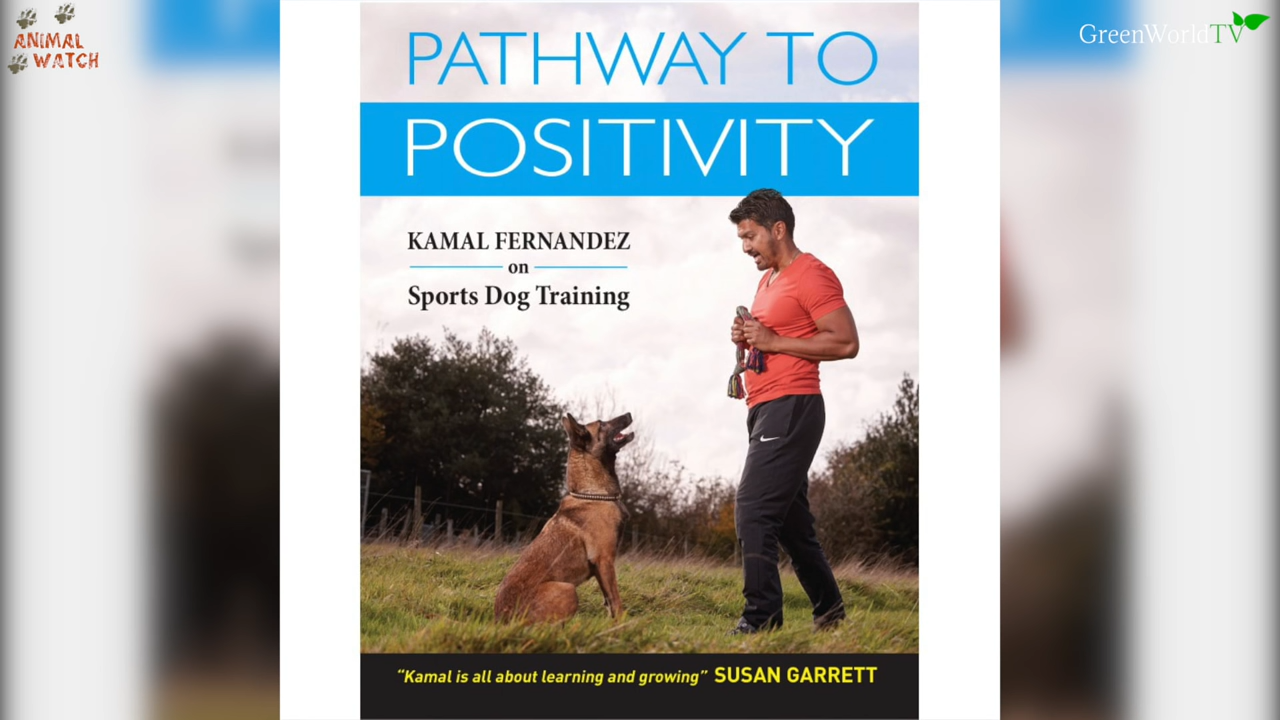 ANIMAL
WATCH
GreenWorldTV
PATHWAY TO
POSITIVITY
KAMAL FERNANDEZ
on
Sports Dog Training
“Kamal is all about learning and growing” SUSAN GARRETT